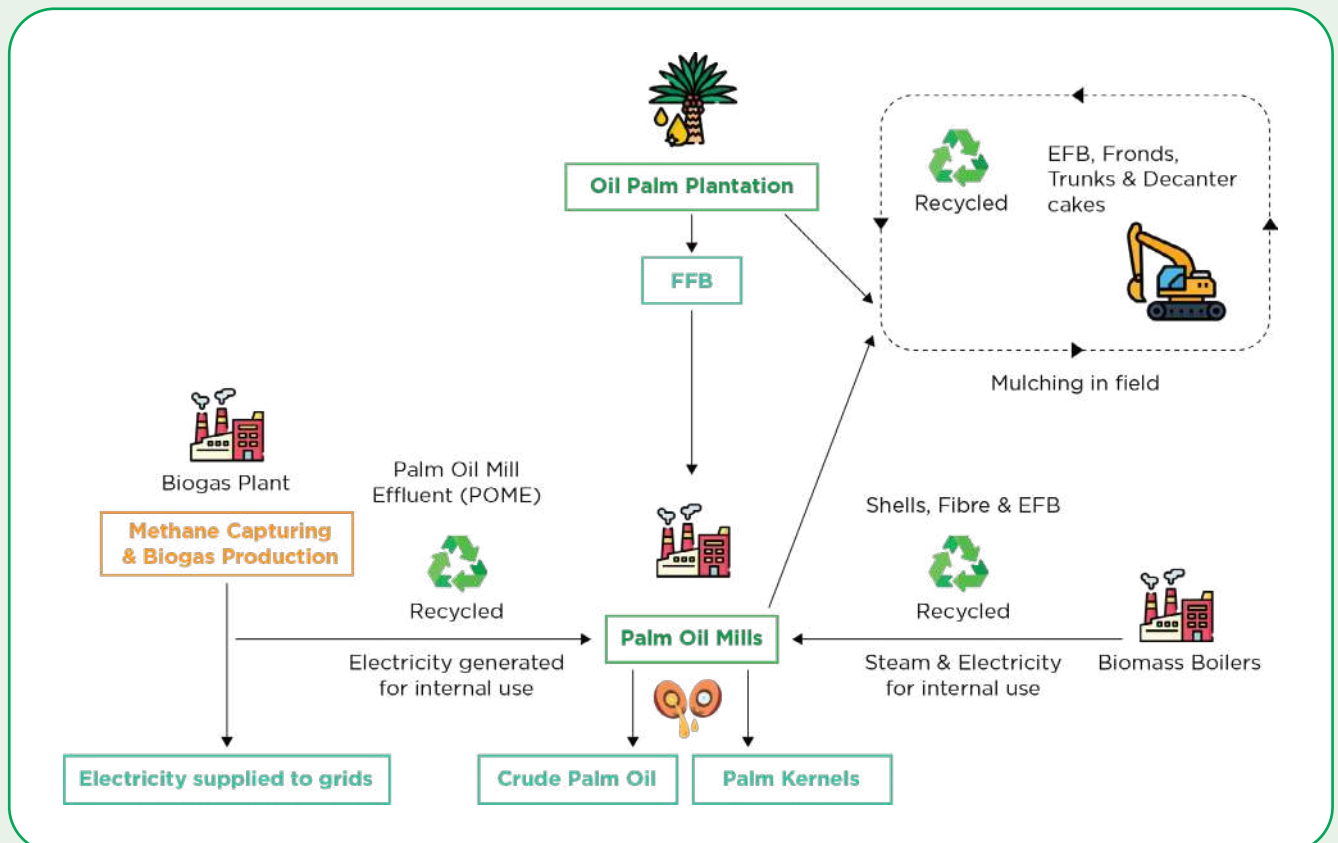 Oil Palm Plantation
FFB
Recycled
EFB, Fronds,
Trunks & Decanter
cakes
Mulching in field
Biogas Plant
Methane Capturing
& Biogas Production
Palm Oil Mill
Effluent (POME)
Recycled
Electricity generated
for internal use
Palm Oil Mills
Shells, Fibre & EFB
Recycled
Steam & Electricity
for internal use
Biomass Boilers
Electricity supplied to grids
Crude Palm Oil
Palm Kernels